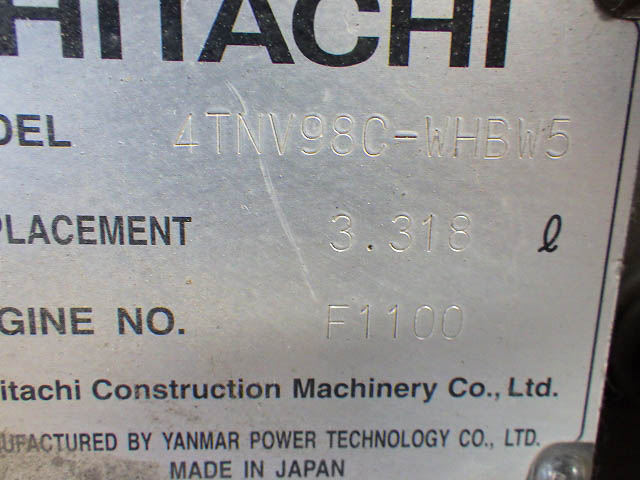 HITACHI
DEL 4TNV98C-WHBW5
PLACEMENT 3.318 ℓ
GINE NO. F1100
itachi Construction Machinery Co., Ltd.
UFACTURED BY YANMAR POWER TECHNOLOGY CO., LTD.
MADE IN JAPAN